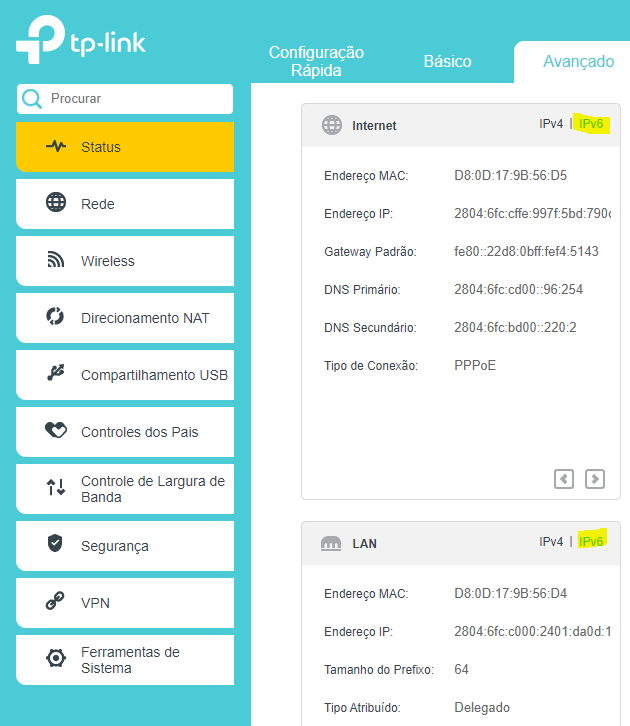 tp-link
Configuração
Rápida
Básico
Avançado
Procurar
Status
Rede
Wireless
Direcionamento NAT
Compartilhamento USB
Controles dos Pais
Controle de Largura de
Banda
Segurança
VPN
Ferramentas de
Sistema
Internet IPv4 | IPv6
Endereço MAC: D8:0D:17:9B:56:D5
Endereço IP: 2804:6fc:cffe:997f:5bd:790c
Gateway Padrão: fe80::22d8:0bff:fef4:5143
DNS Primário: 2804:6fc:cd00::96:254
DNS Secundário: 2804:6fc:bd00::220:2
Tipo de Conexão: PPPoE
LAN IPv4 | IPv6
Endereço MAC: D8:0D:17:9B:56:D4
Endereço IP: 2804:6fc:c000:2401:da0d:1
Tamanho do Prefixo: 64
Tipo Atribuído: Delegado